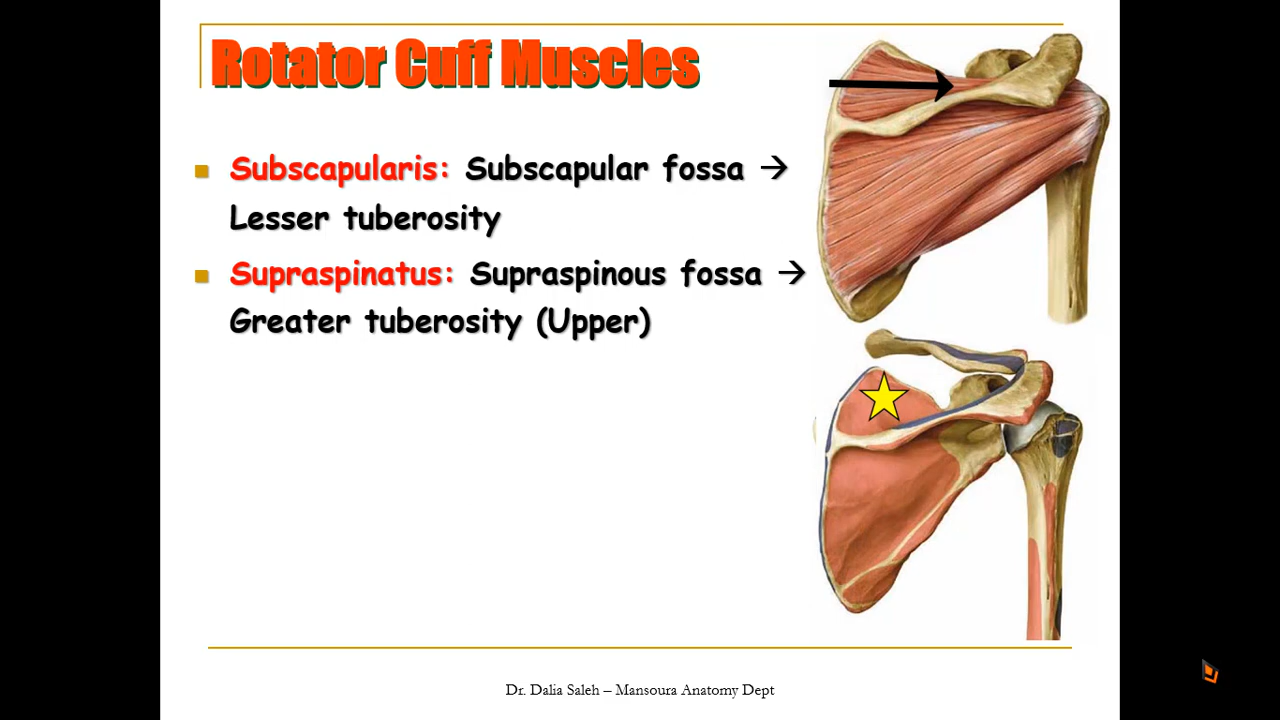 Rotator Cuff Muscles
Subscapularis: Subscapular fossa →
Lesser tuberosity
Supraspinatus: Supraspinous fossa →
Greater tuberosity (Upper)
Dr. Dalia Saleh – Mansoura Anatomy Dept